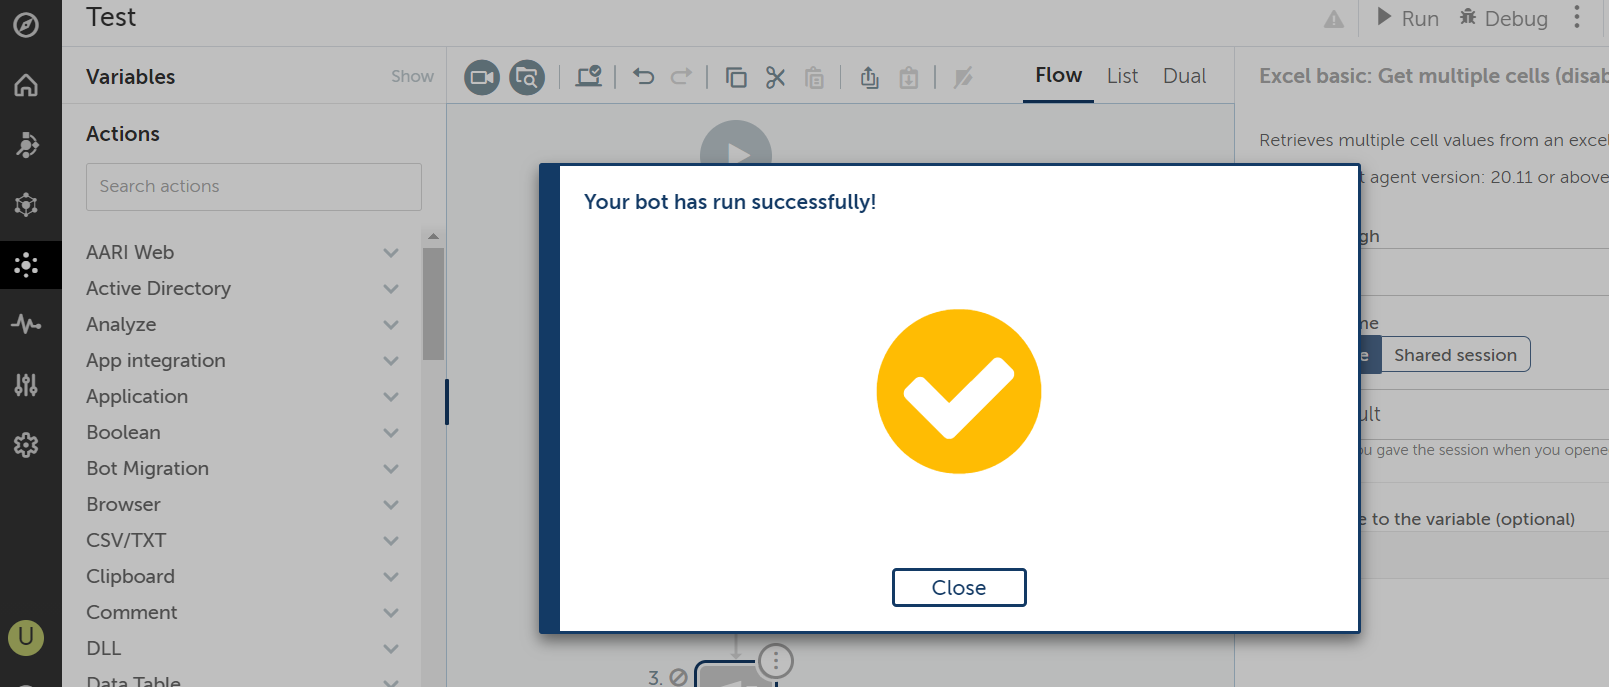 Test
Run
Debug
Variables
Show
Flow
List
Dual
Actions
Search actions
AARI Web
Active Directory
Analyze
App integration
Application
Boolean
Bot Migration
Browser
CSV/TXT
Clipboard
Comment
DLL
Data Table
U
Your bot has run successfully!
Close
3.
Excel basic: Get multiple cells (disab
Retrieves multiple cell values from an excel
t agent version: 20.11 or above
gh
me
e
Shared session
ult
ou gave the session when you opene
e to the variable (optional)